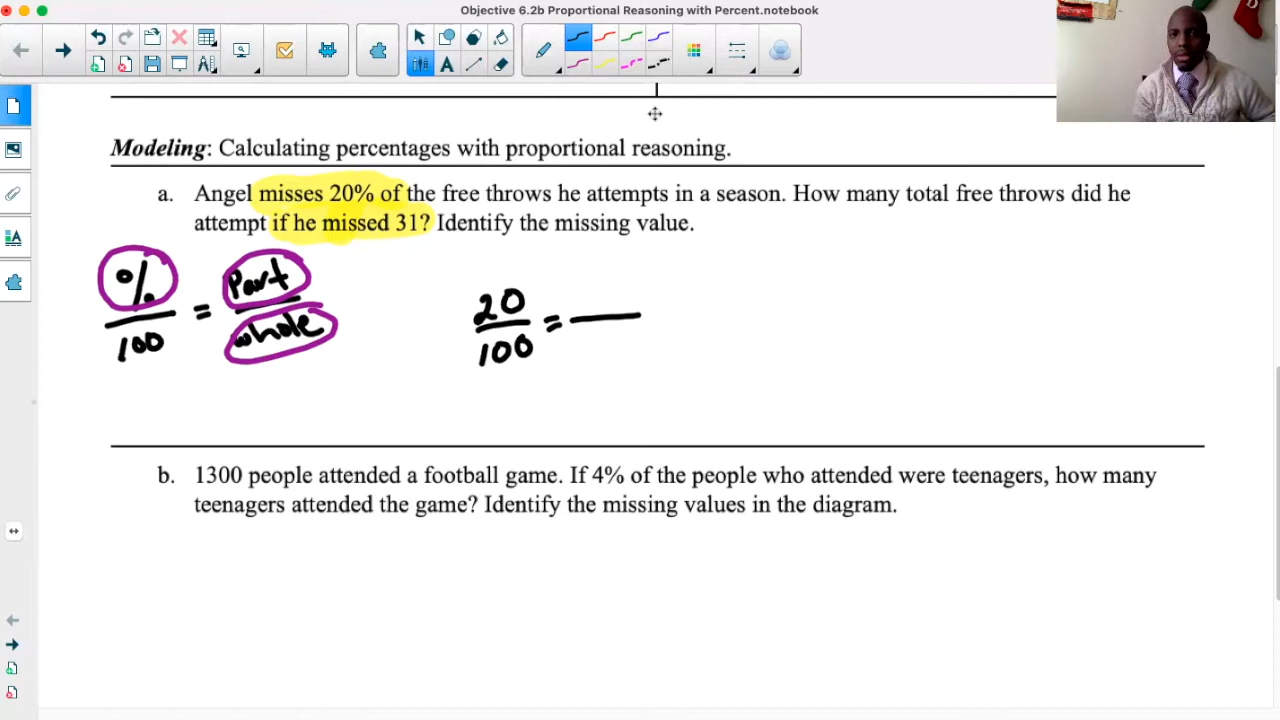 Objective 6.2b Proportional Reasoning with Percent.notebook
Modeling: Calculating percentages with proportional reasoning.
a. Angel misses 20% of the free throws he attempts in a season. How many total free throws did he
attempt if he missed 31? Identify the missing value.
% / 100 = Part / whole
20 / 100 = —
b. 1300 people attended a football game. If 4% of the people who attended were teenagers, how many
teenagers attended the game? Identify the missing values in the diagram.